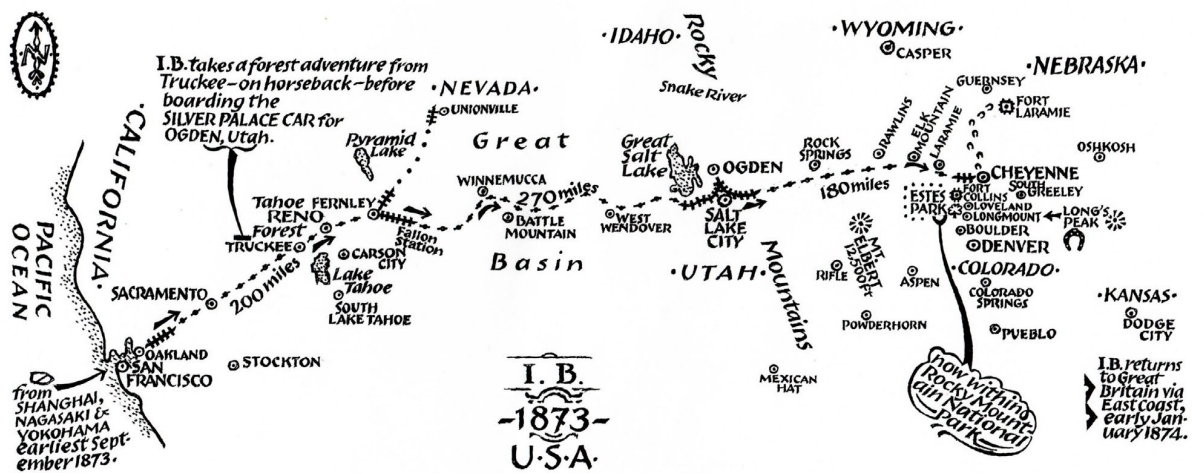 N
I.B. takes a forest adventure from
Truckee–on horseback–before
boarding the
SILVER PALACE CAR for
OGDEN, Utah.
PACIFIC
OCEAN
·CALIFORNIA·
from
SHANGHAI,
NAGASAKI &
YOKOHAMA
earliest Sept-
ember 1873.
SAN
FRANCISCO
OAKLAND
STOCKTON
SACRAMENTO
200 miles
TRUCKEE
Tahoe
Forest
RENO
FERNLEY
Fallon
Station
CARSON
CITY
Lake
Tahoe
SOUTH
LAKE TAHOE
Pyramid
Lake
·NEVADA·
UNIONVILLE
Great
Basin
WINNEMUCCA
270 miles
BATTLE
MOUNTAIN
WEST
WENDOVER
·IDAHO·
Rocky
Mountains
Snake River
Great
Salt
Lake
OGDEN
SALT
LAKE
CITY
·UTAH·
MEXICAN
HAT
ROCK
SPRINGS
180 miles
RAWLINS
ELK
MOUNTAIN
LARAMIE
·WYOMING·
CASPER
GUERNSEY
FORT
LARAMIE
·NEBRASKA·
OSHKOSH
CHEYENNE
ESTES
PARK
FORT
COLLINS
SOUTH
GREELEY
LOVELAND
LONGMOUNT
LONG'S
PEAK
BOULDER
DENVER
·COLORADO·
COLORADO
SPRINGS
PUEBLO
MT.
ELBERT
12,500ft
RIFLE
ASPEN
POWDERHORN
·KANSAS·
DODGE
CITY
now within
Rocky Mount-
ain National
Park
I.B. returns
to Great
Britain via
East Coast,
early Jan-
uary 1874.
I. B.
-1873-
U·S·A·